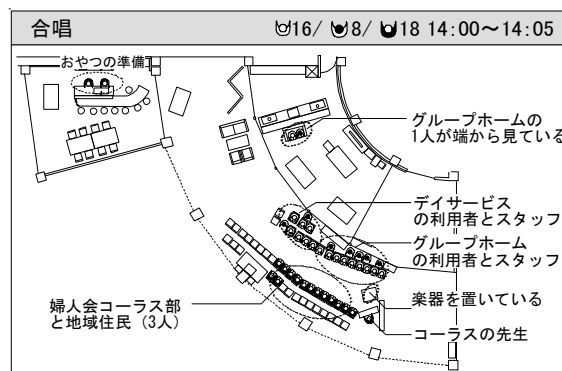 合唱
16/ 8/ 18 14:00～14:05
おやつの準備
グループホームの
1人が端から見ている
デイサービス
の利用者とスタッフ
グループホーム
の利用者とスタッフ
楽器を置いている
コーラスの先生
婦人会コーラス部
と地域住民（3人）